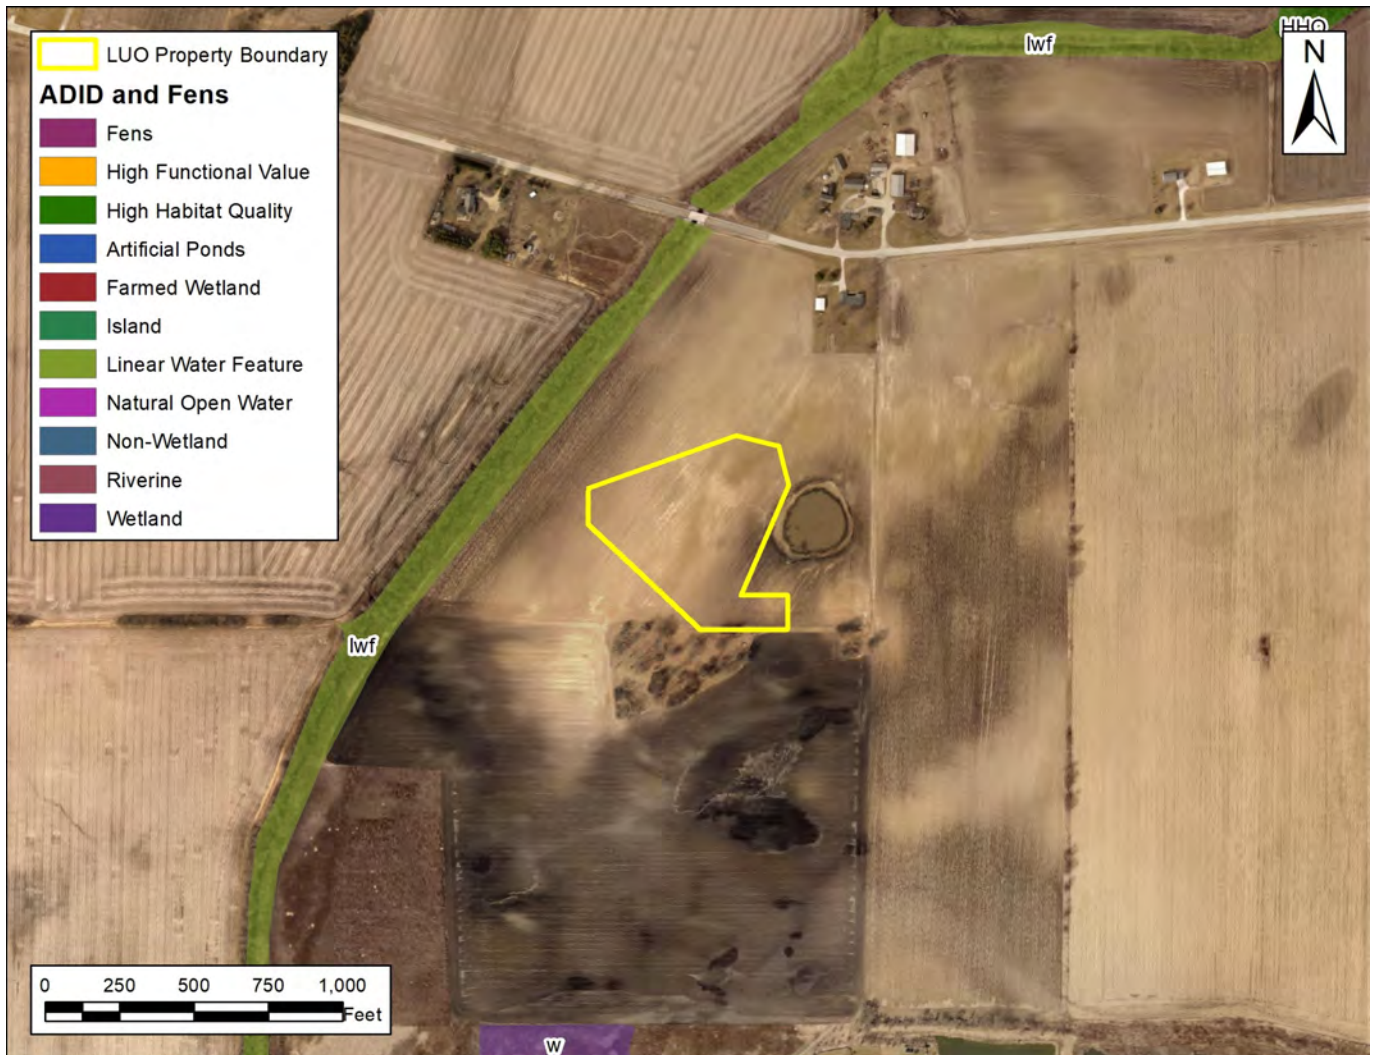 LUO Property Boundary
ADID and Fens
Fens
High Functional Value
High Habitat Quality
Artificial Ponds
Farmed Wetland
Island
Linear Water Feature
Natural Open Water
Non-Wetland
Riverine
Wetland
lwf
HHQ
N
lwf
0 250 500 750 1,000
Feet
w